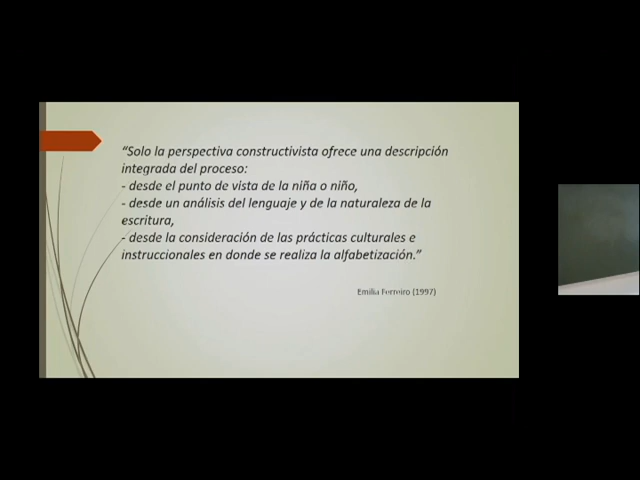 “Solo la perspectiva constructivista ofrece una descripción
integrada del proceso:
- desde el punto de vista de la niña o niño,
- desde un análisis del lenguaje y de la naturaleza de la
escritura,
- desde la consideración de las prácticas culturales e
instruccionales en donde se realiza la alfabetización.”
Emilia Ferreiro (1997)